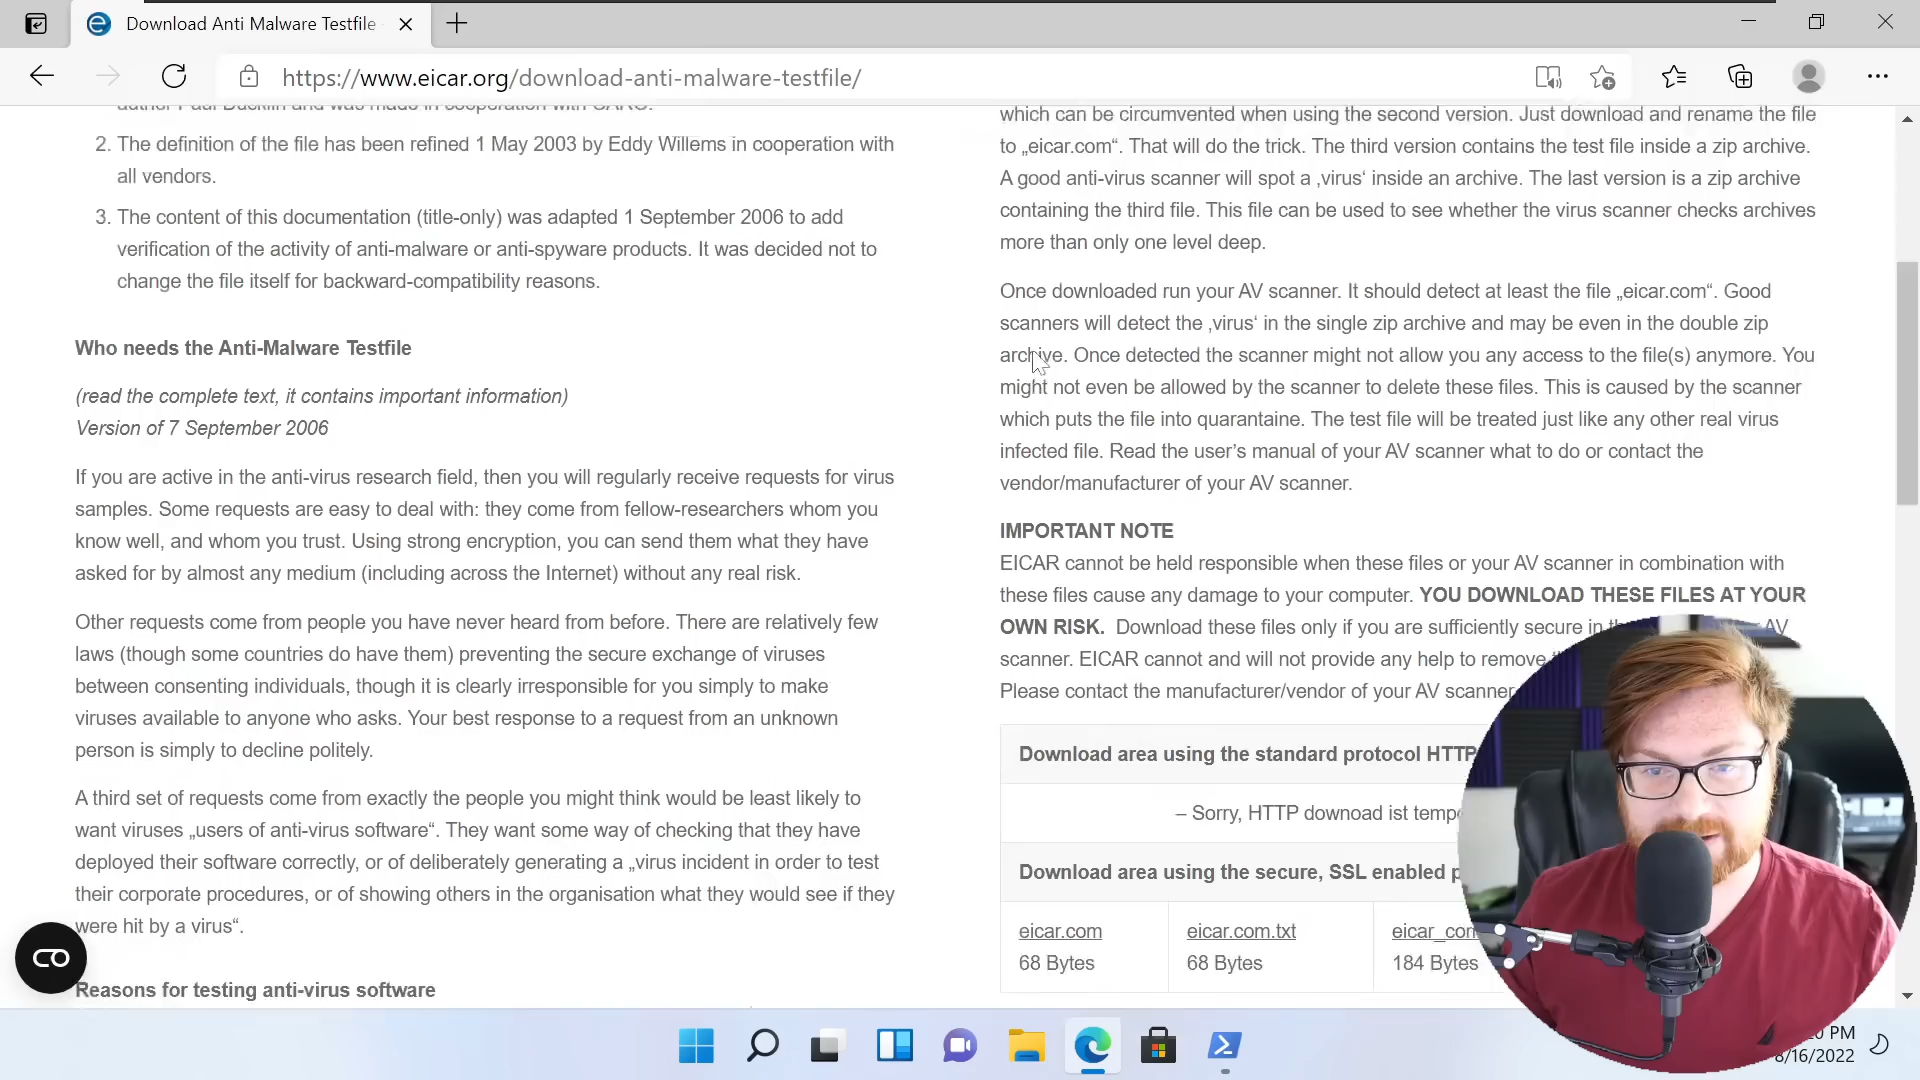 Download Anti Malware Testfile
https://www.eicar.org/download-anti-malware-testfile/
2. The definition of the file has been refined 1 May 2003 by Eddy Willems in cooperation with
all vendors.
3. The content of this documentation (title-only) was adapted 1 September 2006 to add
verification of the activity of anti-malware or anti-spyware products. It was decided not to
change the file itself for backward-compatibility reasons.
Who needs the Anti-Malware Testfile
(read the complete text, it contains important information)
Version of 7 September 2006
If you are active in the anti-virus research field, then you will regularly receive requests for virus
samples. Some requests are easy to deal with: they come from fellow-researchers whom you
know well, and whom you trust. Using strong encryption, you can send them what they have
asked for by almost any medium (including across the Internet) without any real risk.
Other requests come from people you have never heard from before. There are relatively few
laws (though some countries do have them) preventing the secure exchange of viruses
between consenting individuals, though it is clearly irresponsible for you simply to make
viruses available to anyone who asks. Your best response to a request from an unknown
person is simply to decline politely.
A third set of requests come from exactly the people you might think would be least likely to
want viruses „users of anti-virus software“. They want some way of checking that they have
deployed their software correctly, or of deliberately generating a „virus incident in order to test
their corporate procedures, or of showing others in the organisation what they would see if they
were hit by a virus“.
Reasons for testing anti-virus software
which can be circumvented when using the second version. Just download and rename the file
to „eicar.com“. That will do the trick. The third version contains the test file inside a zip archive.
A good anti-virus scanner will spot a ‚virus‘ inside an archive. The last version is a zip archive
containing the third file. This file can be used to see whether the virus scanner checks archives
more than only one level deep.
Once downloaded run your AV scanner. It should detect at least the file „eicar.com“. Good
scanners will detect the ‚virus‘ in the single zip archive and may be even in the double zip
archive. Once detected the scanner might not allow you any access to the file(s) anymore. You
might not even be allowed by the scanner to delete these files. This is caused by the scanner
which puts the file into quarantaine. The test file will be treated just like any other real virus
infected file. Read the user’s manual of your AV scanner what to do or contact the
vendor/manufacturer of your AV scanner.
IMPORTANT NOTE
EICAR cannot be held responsible when these files or your AV scanner in combination with
these files cause any damage to your computer. YOU DOWNLOAD THESE FILES AT YOUR
OWN RISK. Download these files only if you are sufficiently secure in AV
scanner. EICAR cannot and will not provide any help to remove
Please contact the manufacturer/vendor of your AV scanner
Download area using the standard protocol HTTP
– Sorry, HTTP downoad ist
Download area using the secure, SSL enabled
eicar.com
68 Bytes
eicar.com.txt
68 Bytes
184 Bytes
PM
8/16/2022